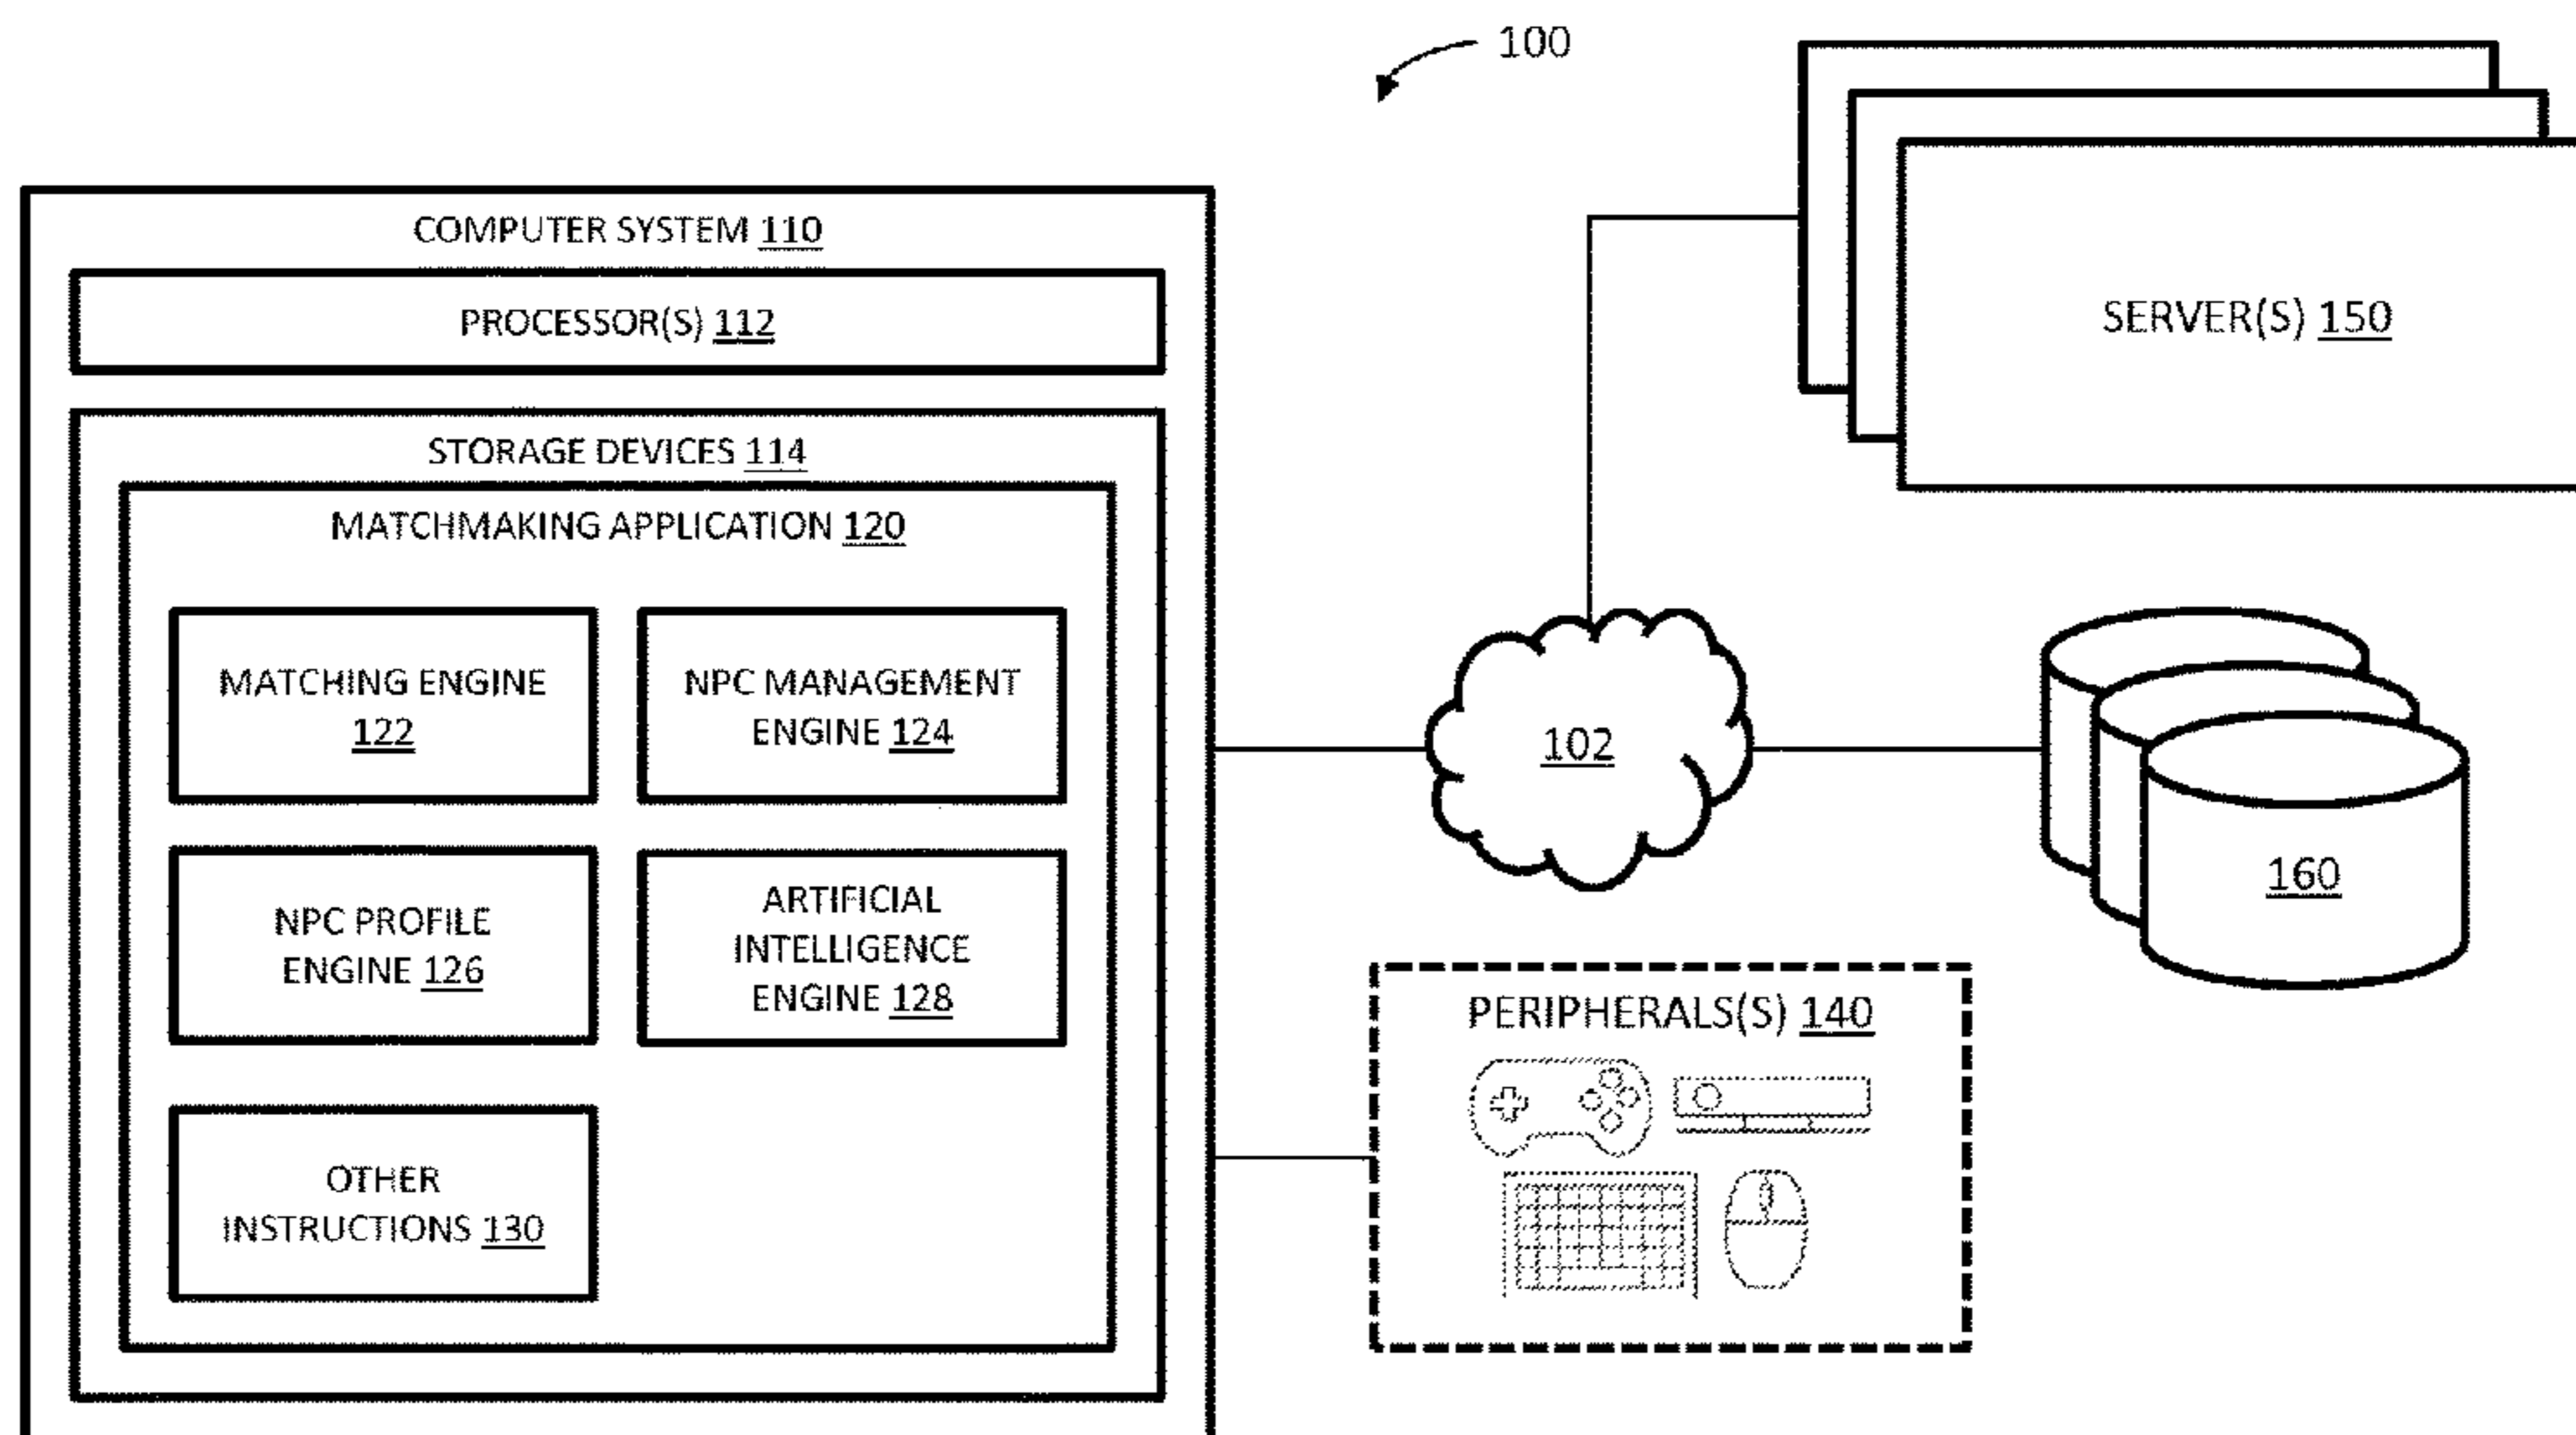 100
COMPUTER SYSTEM 110
PROCESSOR(S) 112
STORAGE DEVICES 114
MATCHMAKING APPLICATION 120
MATCHING ENGINE
122
NPC MANAGEMENT
ENGINE 124
NPC PROFILE
ENGINE 126
ARTIFICIAL
INTELLIGENCE
ENGINE 128
OTHER
INSTRUCTIONS 130
SERVER(S) 150
102
160
PERIPHERALS(S) 140